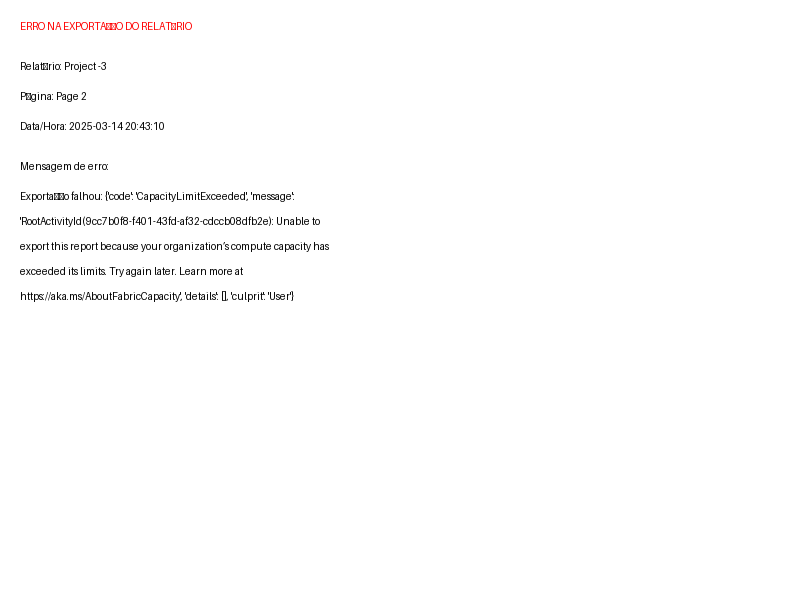 ERRO NA EXPORTA▯▯O DO RELAT▯RIO
Relat▯rio: Project -3
P▯gina: Page 2
Data/Hora: 2025-03-14 20:43:10
Mensagem de erro:
Exporta▯▯o falhou: {'code': 'CapacityLimitExceeded', 'message':
'RootActivityId(9cc7b0f8-f401-43fd-af32-cdccb08dfb2e): Unable to
export this report because your organization’s compute capacity has
exceeded its limits. Try again later. Learn more at
https://aka.ms/AboutFabricCapacity', 'details': [], 'culprit': 'User'}